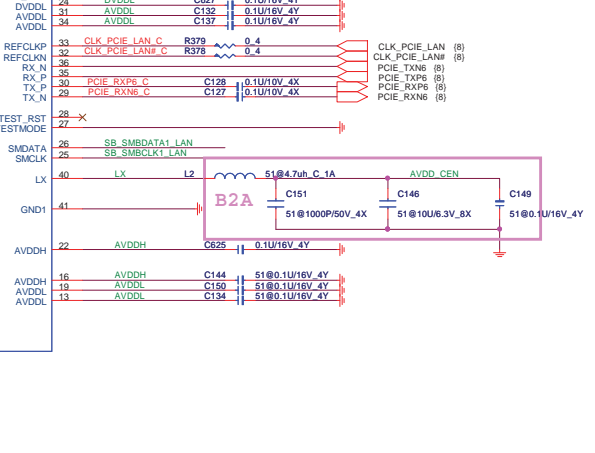 DVDDL 24 C627 0.1U/16V_4Y
AVDDL 31 AVDDL C132 0.1U/16V_4Y
AVDDL 34 AVDDL C137 0.1U/16V_4Y
REFCLKP 33 CLK_PCIE_LAN_C R379 0_4 CLK_PCIE_LAN {8}
REFCLKN 32 CLK_PCIE_LAN#_C R378 0_4 CLK_PCIE_LAN# {8}
RX_N 36 PCIE_TXN6 {8}
RX_P 35 PCIE_TXP6 {8}
TX_P 30 PCIE_RXP6_C C128 0.1U/10V_4X PCIE_RXP6 {8}
TX_N 29 PCIE_RXN6_C C127 0.1U/10V_4X PCIE_RXN6 {8}
TEST_RST 28
TESTMODE 27
SMDATA 26 SB_SMBDATA1_LAN
SMCLK 25 SB_SMBCLK1_LAN
LX 40 LX L2 51@4.7uh_C_1A AVDD_CEN
C151 C146 C149
B2A
GND1 41 51@1000P/50V_4X 51@10U/6.3V_8X 51@0.1U/16V_4Y
AVDDH 22 AVDDH C625 0.1U/16V_4Y
AVDDH 16 AVDDH C144 51@0.1U/16V_4Y
AVDDL 19 AVDDL C150 51@0.1U/16V_4Y
AVDDL 13 AVDDL C134 51@0.1U/16V_4Y